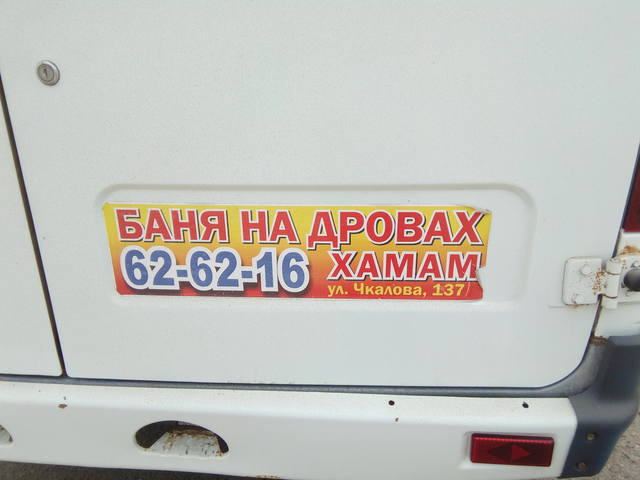 БАНЯ НА ДРОВАХ
62-62-16 ХАМАМ
ул. Чкалова, 137